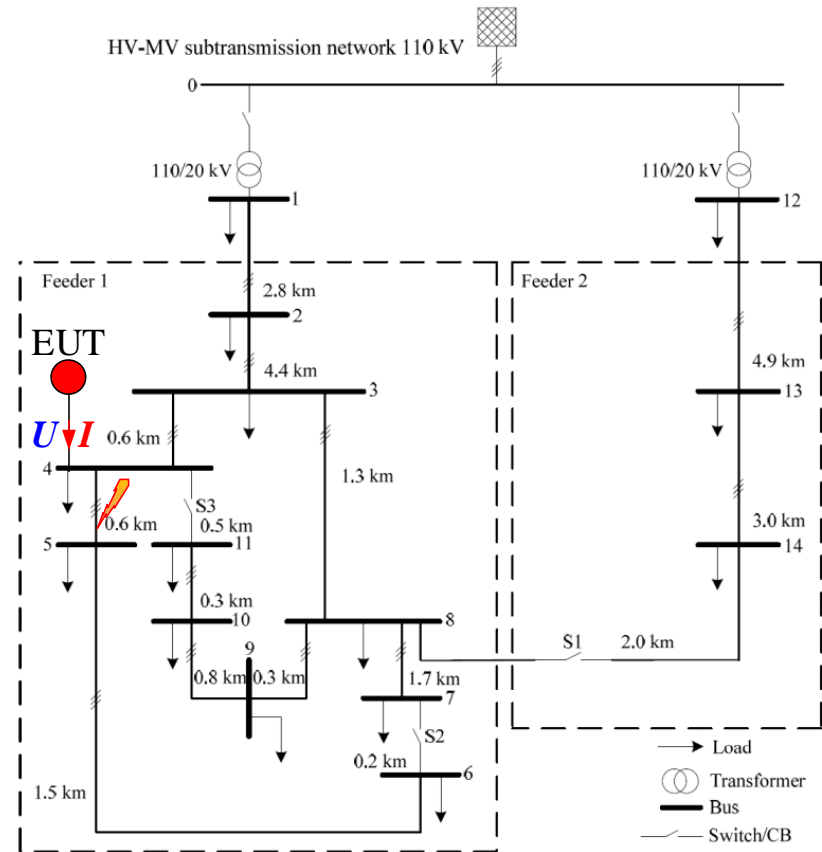 HV-MV subtransmission network 110 kV
0
110/20 kV
110/20 kV
1
12
Feeder 1
Feeder 2
2.8 km
2
EUT
4.4 km
4.9 km
3
13
U I
0.6 km
4
1.3 km
S3
0.6 km
0.5 km
3.0 km
5
11
14
0.3 km
10
8
9
S1
2.0 km
0.8 km
0.3 km
1.7 km
7
S2
Load
0.2 km
6
1.5 km
Transformer
Bus
Switch/CB